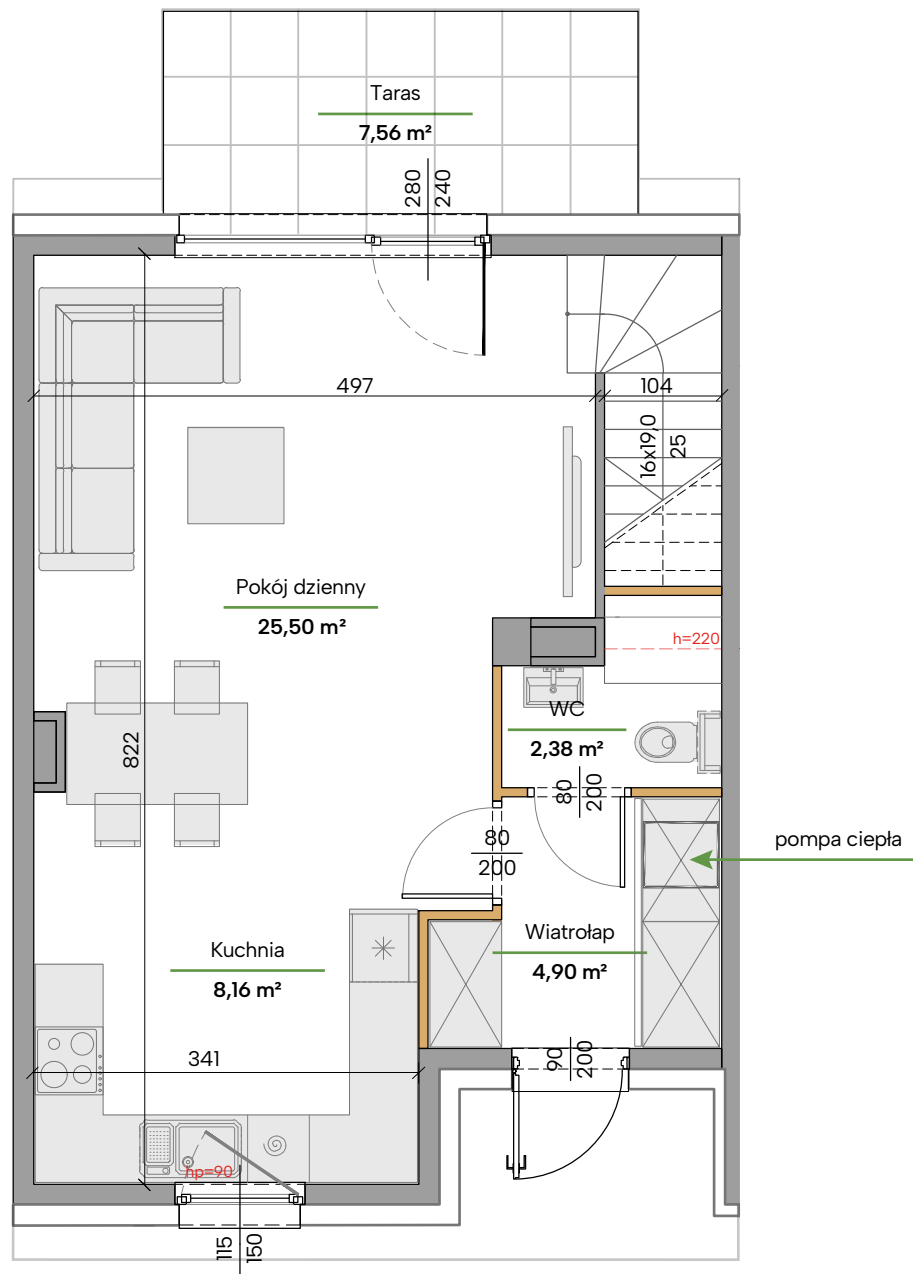 Taras
7,56 m²
280
240
497
104
16x19,0
25
Pokój dzienny
25,50 m²
h=220
WC
2,38 m²
822
80
200
80
200
pompa ciepła
Wiatrołap
4,90 m²
Kuchnia
8,16 m²
341
90
200
hp=90
115
150